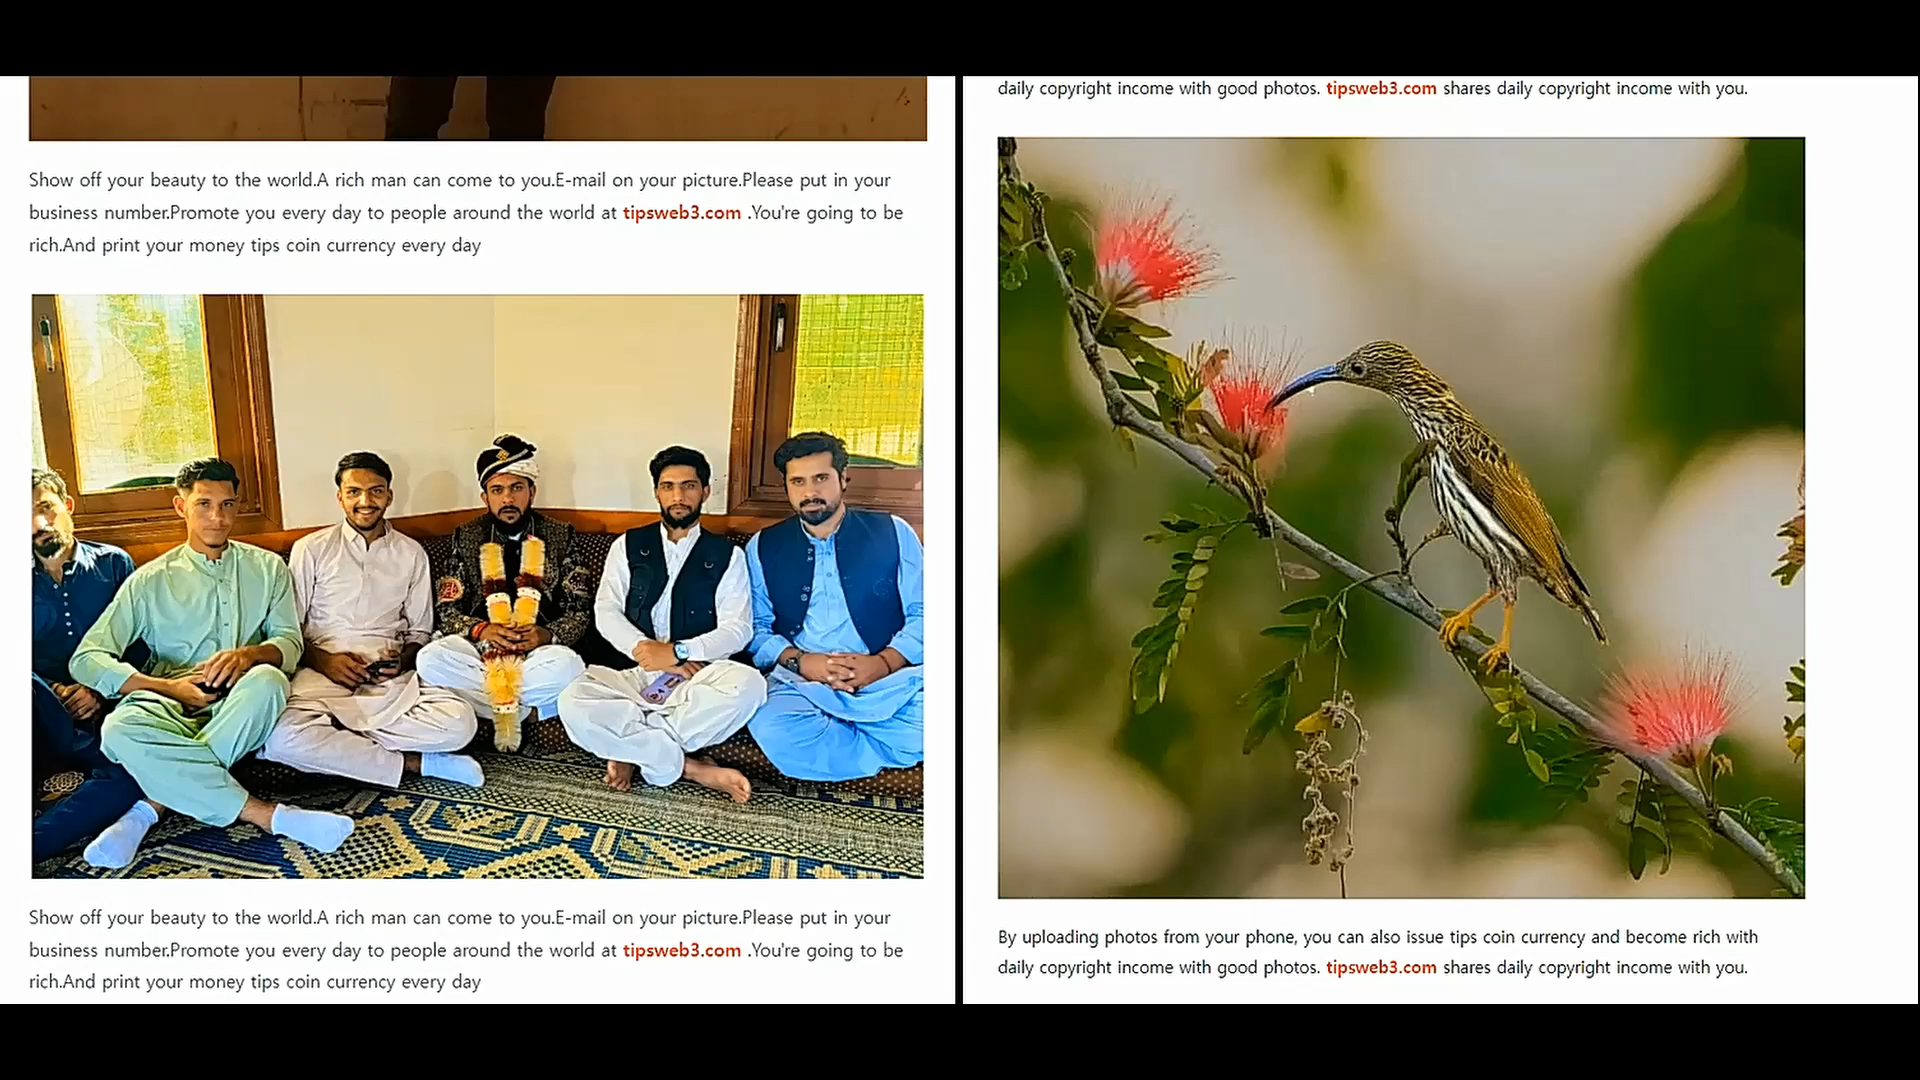 Show off your beauty to the world.A rich man can come to you.E-mail on your picture.Please put in your
business number.Promote you every day to people around the world at tipsweb3.com .You're going to be
rich.And print your money tips coin currency every day
Show off your beauty to the world.A rich man can come to you.E-mail on your picture.Please put in your
business number.Promote you every day to people around the world at tipsweb3.com .You're going to be
rich.And print your money tips coin currency every day
daily copyright income with good photos. tipsweb3.com shares daily copyright income with you.
By uploading photos from your phone, you can also issue tips coin currency and become rich with
daily copyright income with good photos. tipsweb3.com shares daily copyright income with you.